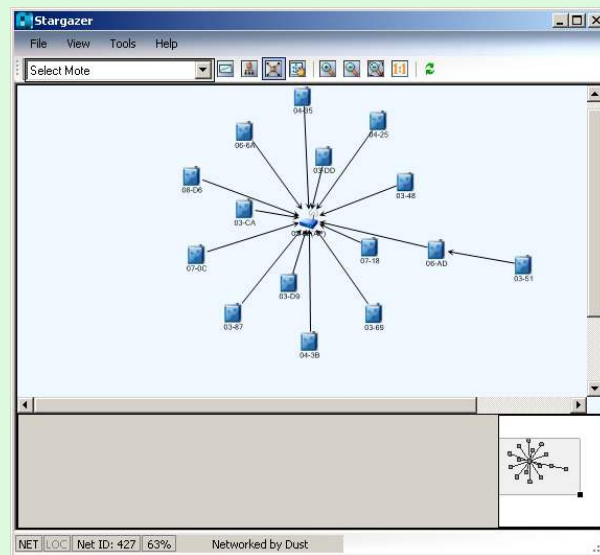 Stargazer
File View Tools Help
Select Mote
04-35
04-25
06-6A
03-DD
08-D6
03-48
03-CA
07-18
06-AD
07-0C
03-51
03-D9
03-87
03-69
04-3B
NET LOC Net ID: 427 63% Networked by Dust